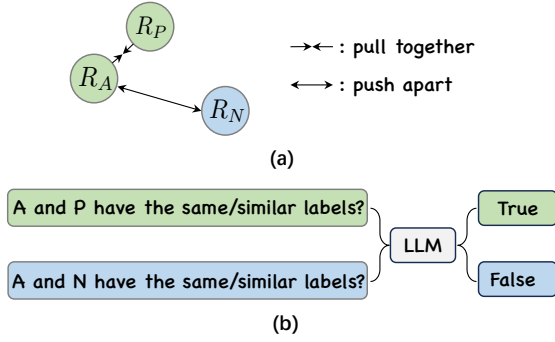 R_P
: pull together
R_A
: push apart
R_N
(a)
A and P have the same/similar labels?
True
LLM
A and N have the same/similar labels?
False
(b)